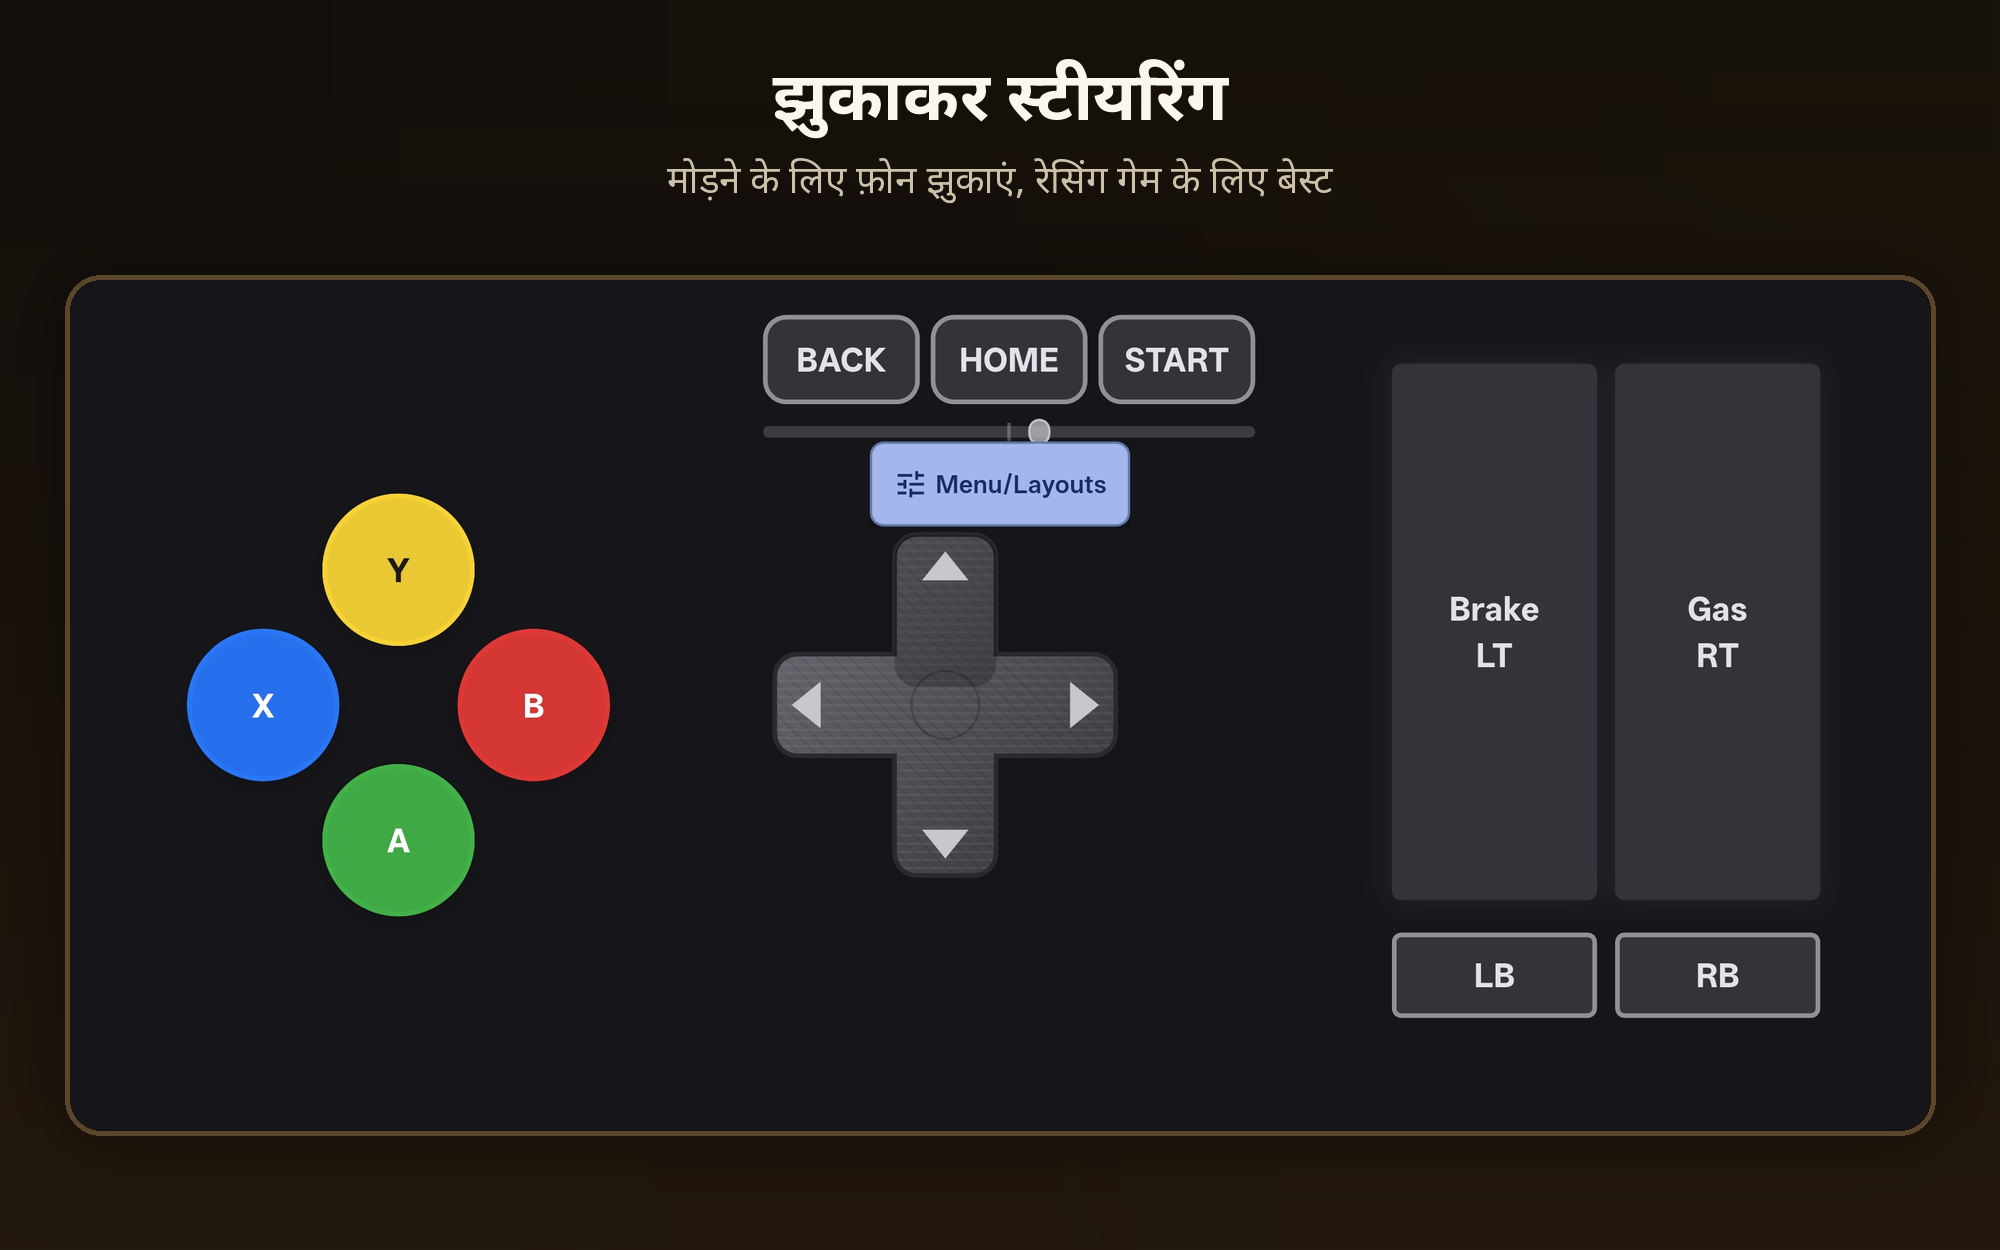 झुकाकर स्टीयरिंग
मोड़ने के लिए फ़ोन झुकाएं, रेसिंग गेम के लिए बेस्ट
BACK
HOME
START
Menu/Layouts
Y
X
B
A
Brake
LT
Gas
RT
LB
RB